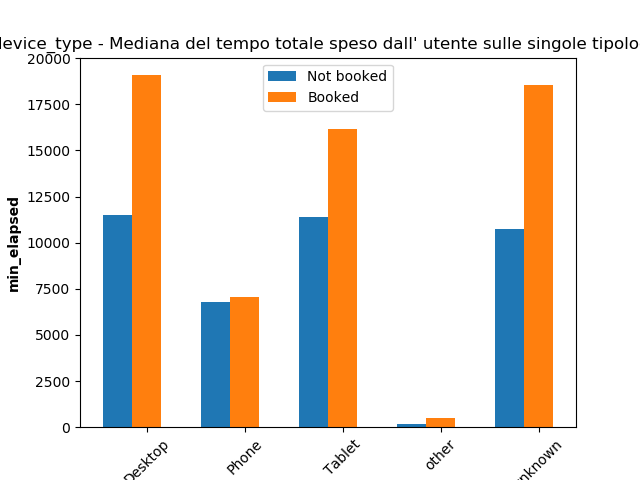 device_type - Mediana del tempo totale speso dall' utente sulle singole tipolo
Not booked
Booked
min_elapsed
20000
17500
15000
12500
10000
7500
5000
2500
0
Desktop
Phone
Tablet
other
nknown